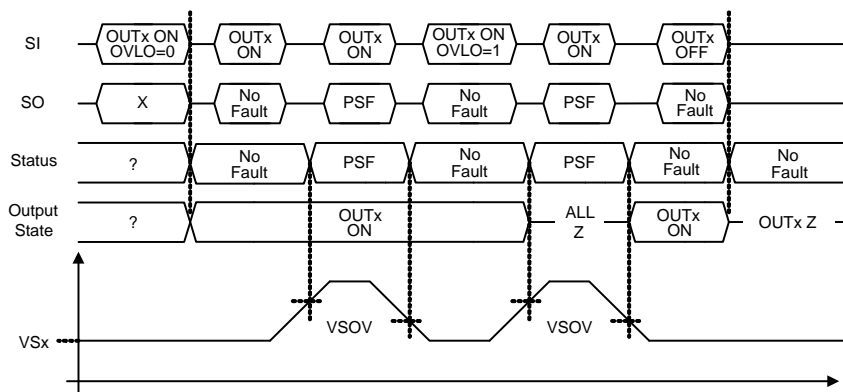 SI
OUTx ON
OVLO=0
OUTx
ON
OUTx
ON
OUTx ON
OVLO=1
OUTx
ON
OUTx
OFF
SO
X
No
Fault
PSF
No
Fault
PSF
No
Fault
Status
?
No
Fault
PSF
No
Fault
PSF
No
Fault
No
Fault
Output
State
?
OUTx
ON
ALL
Z
OUTx
ON
OUTx Z
VSx
VSOV
VSOV